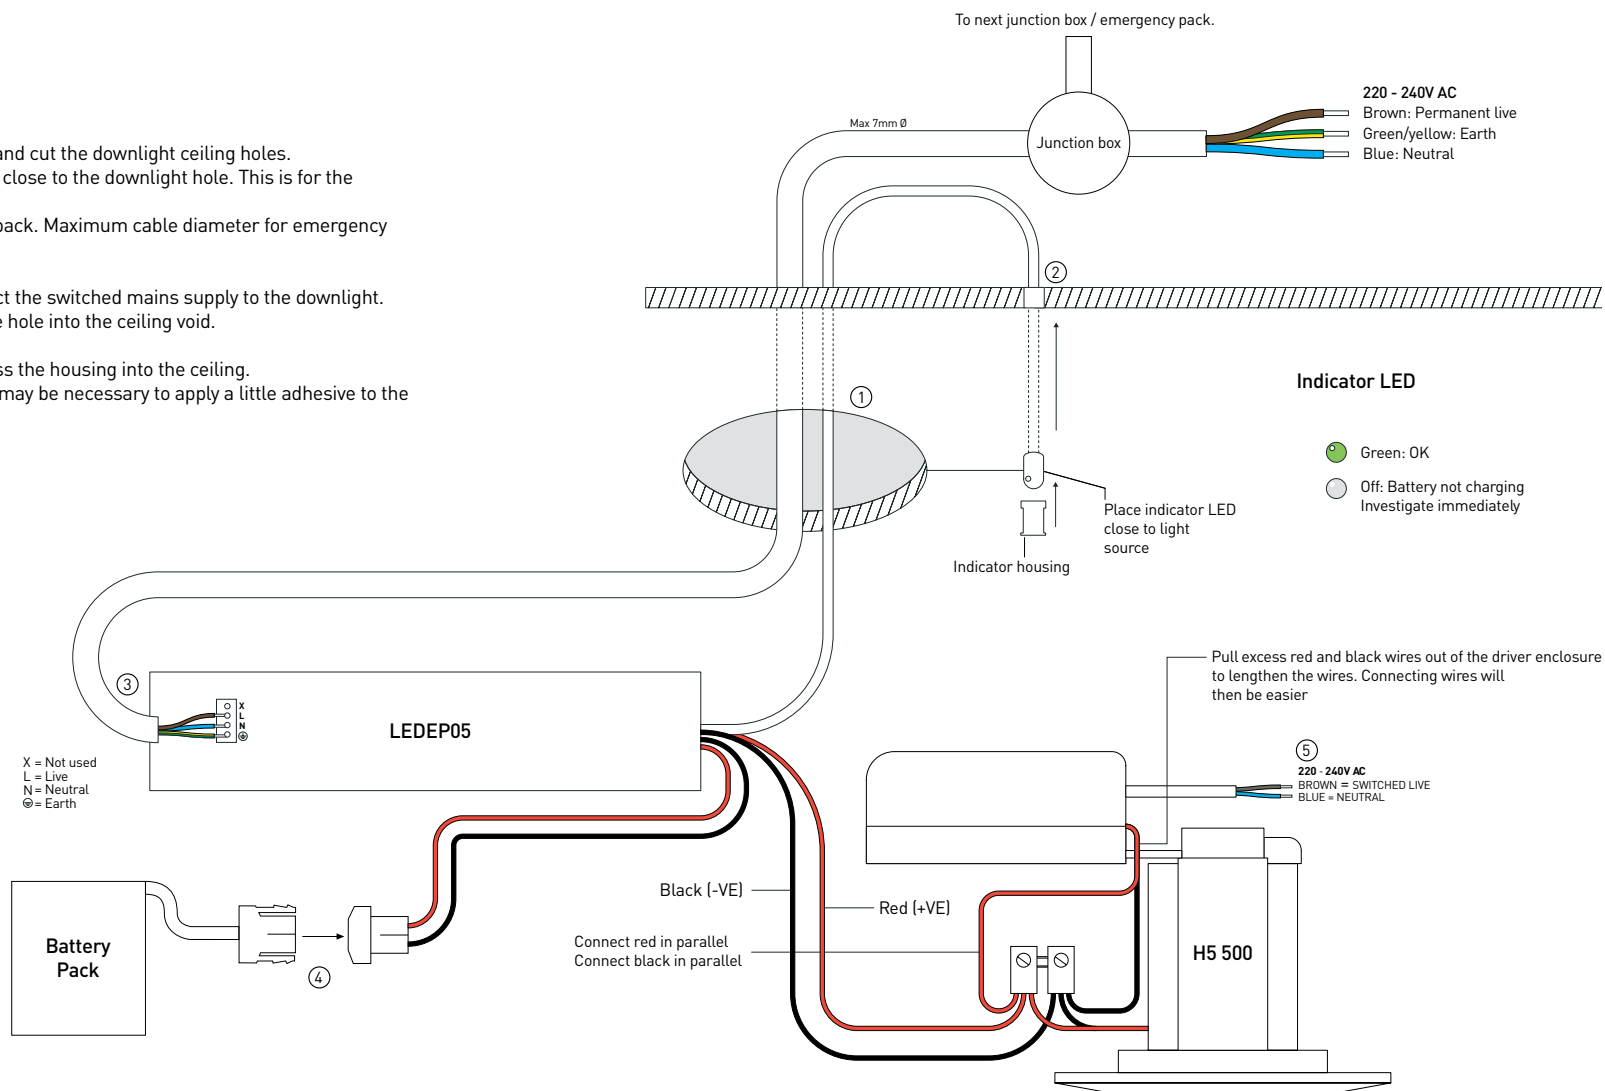 To next junction box / emergency pack.
220 - 240V AC
Brown: Permanent live
Green/yellow: Earth
Blue: Neutral
Max 7mm Ø
Junction box
and cut the downlight ceiling holes.
close to the downlight hole. This is for the
pack. Maximum cable diameter for emergency
ct the switched mains supply to the downlight.
e hole into the ceiling void.
ss the housing into the ceiling.
may be necessary to apply a little adhesive to the
2
1
Indicator LED
Green: OK
Off: Battery not charging
Investigate immediately
Place indicator LED
close to light
source
Indicator housing
3
X
L
N
LEDEP05
X = Not used
L = Live
N = Neutral
⏚ = Earth
Pull excess red and black wires out of the driver enclosure
to lengthen the wires. Connecting wires will
then be easier
5
220 - 240V AC
BROWN = SWITCHED LIVE
BLUE = NEUTRAL
Black (-VE)
Red (+VE)
Connect red in parallel
Connect black in parallel
Battery
Pack
4
H5 500